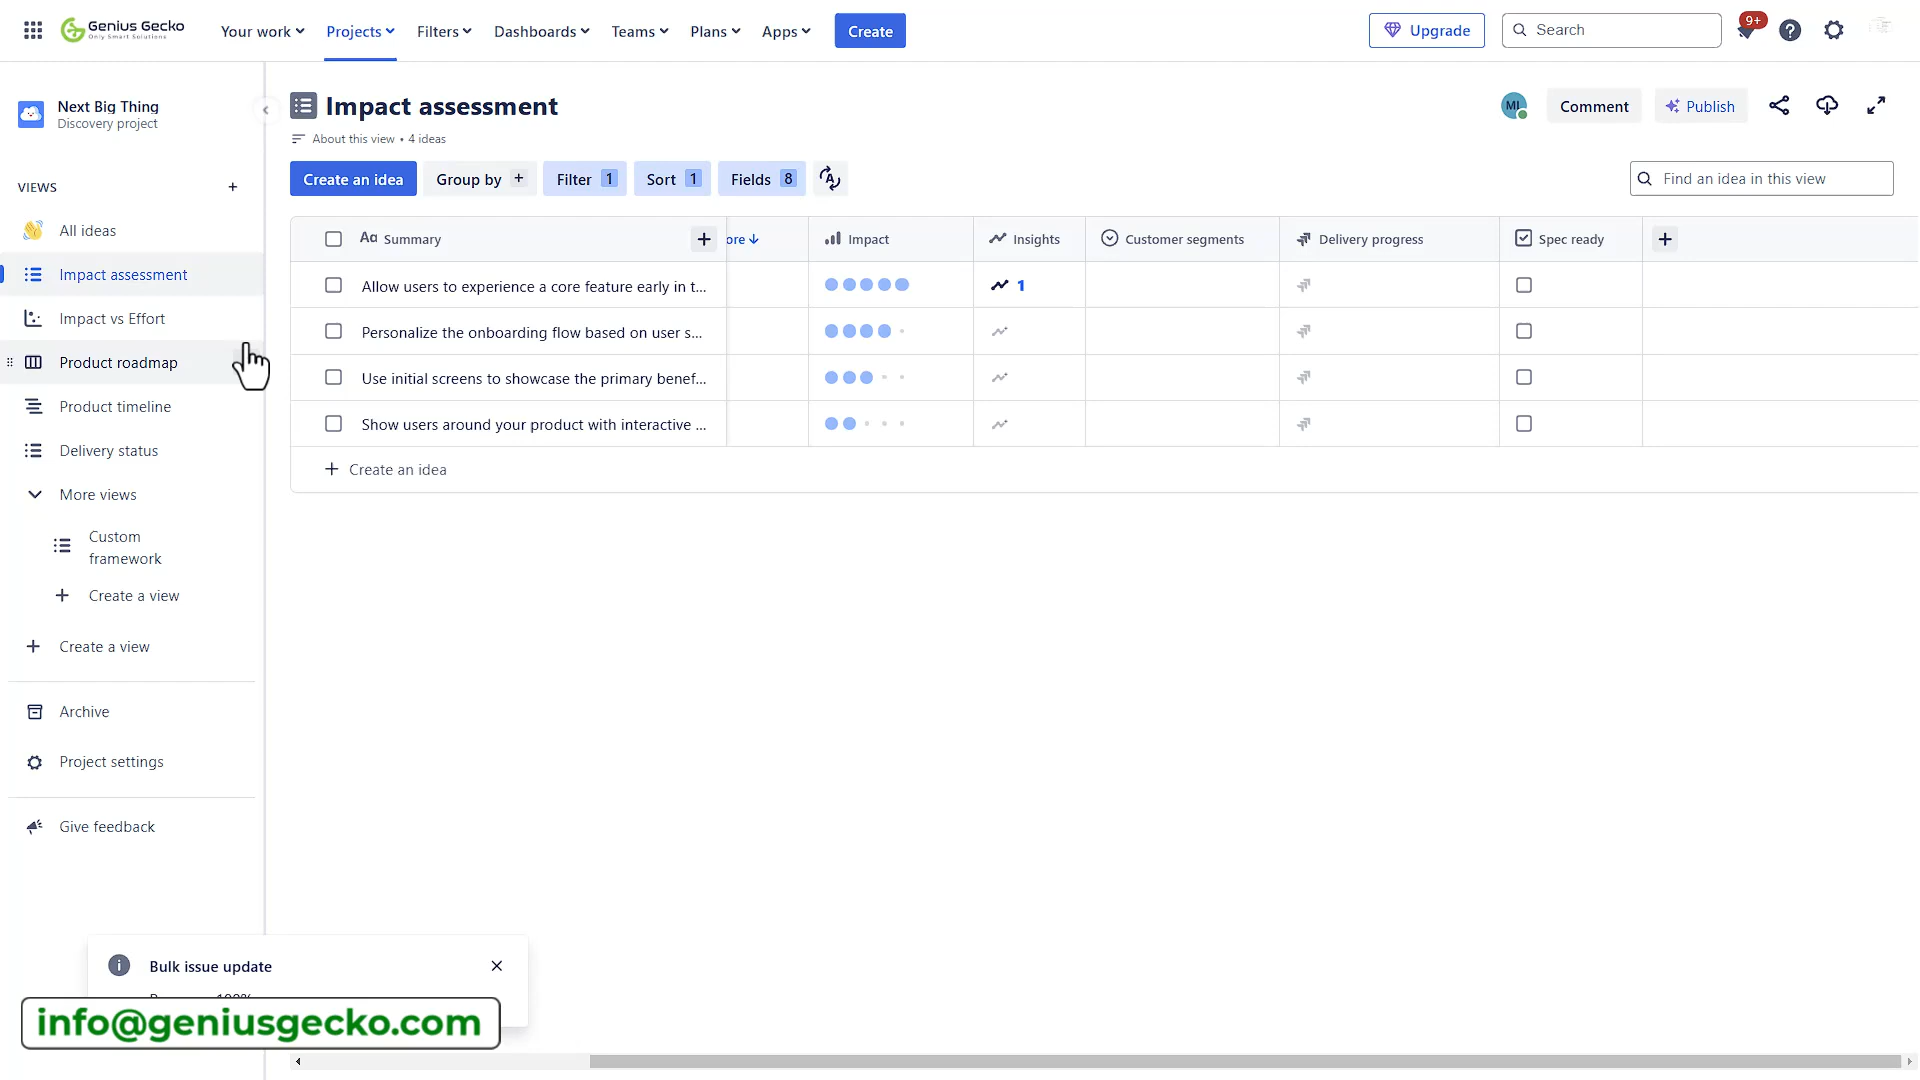 Genius Gecko
Only Smart Solutions
Your work
Projects
Filters
Dashboards
Teams
Plans
Apps
Create
Upgrade
Search
9+
Next Big Thing
Discovery project
Impact assessment
About this view • 4 ideas
MI
Comment
Publish
VIEWS
Create an idea
Group by
Filter 1
Sort 1
Fields 8
Find an idea in this view
All ideas
Impact assessment
Impact vs Effort
Product roadmap
Product timeline
Delivery status
More views
Custom
framework
Create a view
Create a view
Archive
Project settings
Give feedback
Aa Summary
ore
Impact
Insights
Customer segments
Delivery progress
Spec ready
Allow users to experience a core feature early in t...
1
Personalize the onboarding flow based on user s...
Use initial screens to showcase the primary benef...
Show users around your product with interactive ...
Create an idea
Bulk issue update
100%
info@geniusgecko.com